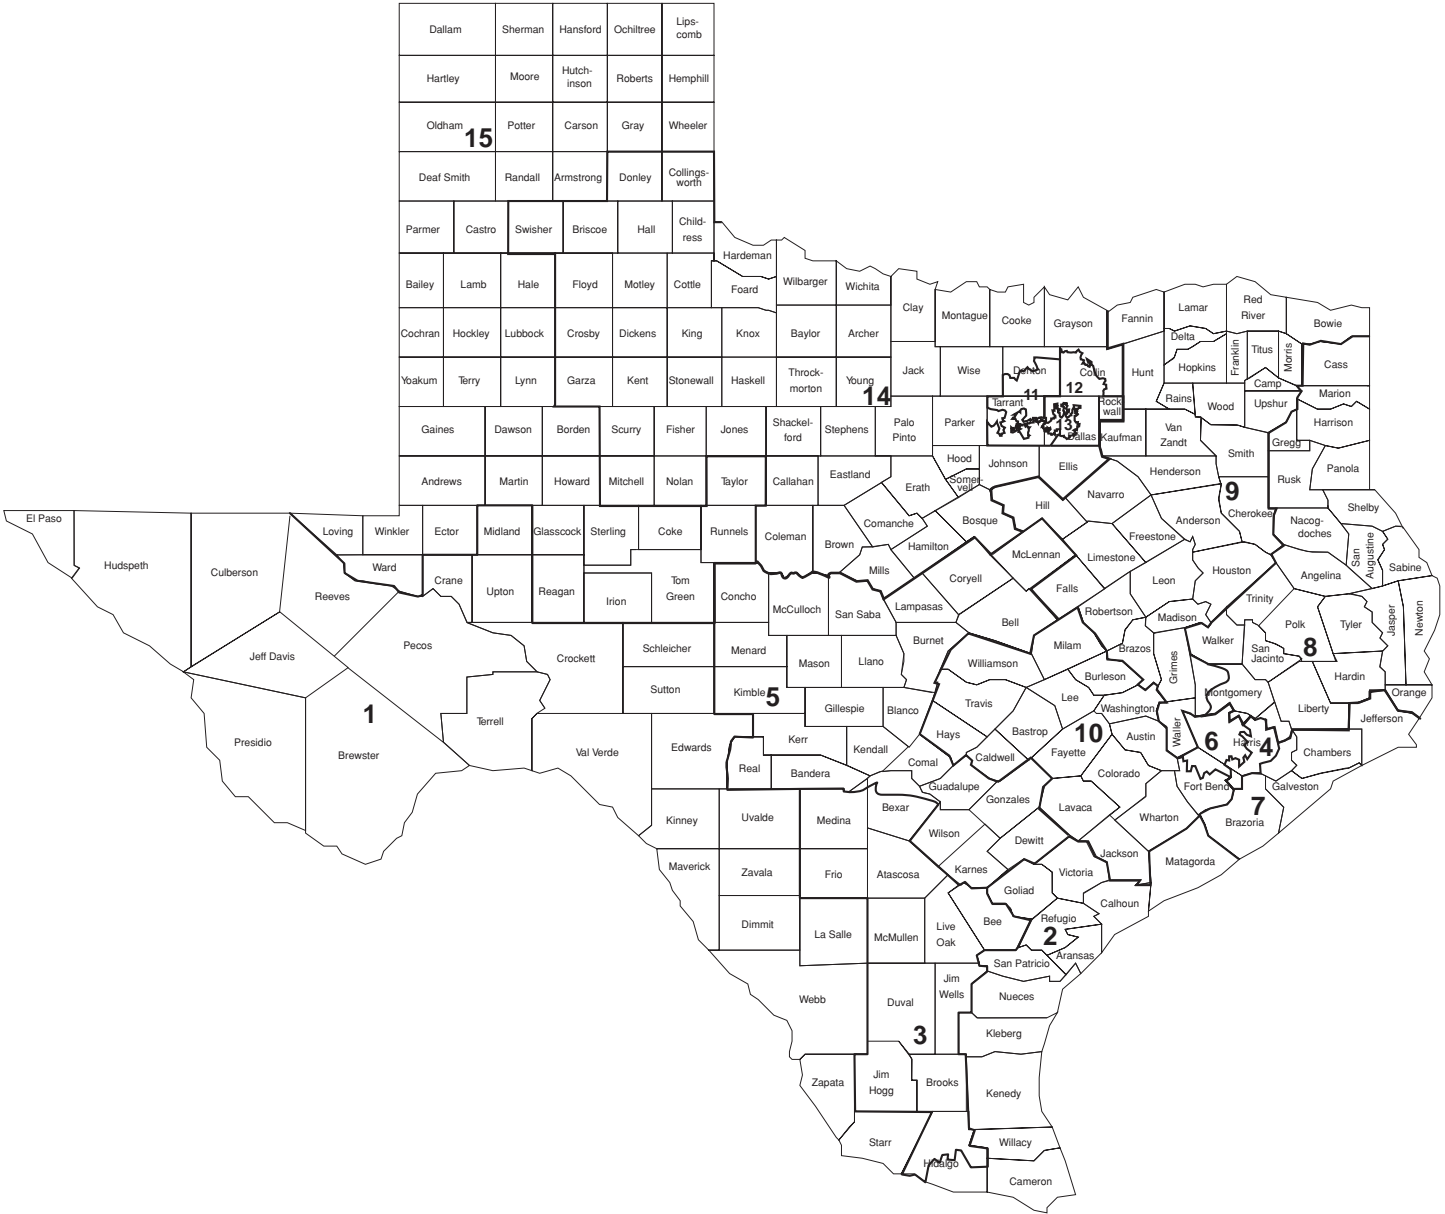 Dallam
Sherman
Hansford
Ochiltree
Lips-
comb
Hartley
Moore
Hutch-
inson
Roberts
Hemphill
Oldham
15
Potter
Carson
Gray
Wheeler
Deaf Smith
Randall
Armstrong
Donley
Collings-
worth
Parmer
Castro
Swisher
Briscoe
Hall
Child-
ress
Hardeman
Bailey
Lamb
Hale
Floyd
Motley
Cottle
Foard
Wilbarger
Wichita
Clay
Montague
Cooke
Grayson
Fannin
Lamar
Red
River
Bowie
Cochran
Hockley
Lubbock
Crosby
Dickens
King
Knox
Baylor
Archer
Delta
Hopkins
Franklin
Titus
Morris
Cass
Yoakum
Terry
Lynn
Garza
Kent
Stonewall
Haskell
Throck-
morton
Young
14
Jack
Wise
Denton
11
Collin
12
Hunt
Camp
Marion
Rains
Wood
Upshur
Harrison
Gaines
Dawson
Borden
Scurry
Fisher
Jones
Shackel-
ford
Stephens
Palo
Pinto
Parker
Tarrant
13
Dallas
Rock
wall
Kaufman
Van
Zandt
Smith
Gregg
Andrews
Martin
Howard
Mitchell
Nolan
Taylor
Callahan
Eastland
Erath
Hood
Somer-
vell
Johnson
Ellis
Henderson
9
Rusk
Panola
El Paso
Hudspeth
Culberson
Loving
Winkler
Ector
Midland
Glasscock
Sterling
Coke
Runnels
Coleman
Brown
Comanche
Hamilton
Bosque
Hill
Navarro
Freestone
Anderson
Cherokee
Nacog-
doches
Shelby
San
Augustine
Sabine
Reeves
Ward
Crane
Upton
Reagan
Irion
Tom
Green
Concho
McCulloch
San Saba
Mills
Lampasas
Coryell
McLennan
Limestone
Falls
Leon
Houston
Angelina
Trinity
Jeff Davis
Pecos
Crockett
Schleicher
Menard
Mason
Llano
Burnet
Bell
Milam
Robertson
Madison
Brazos
Grimes
Walker
San
Jacinto
Polk
8
Tyler
Jasper
Newton
1
Presidio
Brewster
Terrell
Val Verde
Sutton
Kimble
5
Gillespie
Blanco
Williamson
Travis
Lee
Burleson
Washington
Montgomery
Liberty
Hardin
Orange
Jefferson
Edwards
Kerr
Real
Bandera
Kendall
Comal
Hays
Bastrop
Caldwell
10
Fayette
Austin
Waller
6
Harris
4
Chambers
Kinney
Uvalde
Medina
Bexar
Guadalupe
Gonzales
Lavaca
Colorado
Fort Bend
7
Galveston
Brazoria
Wharton
Maverick
Zavala
Frio
Atascosa
Wilson
Karnes
Dewitt
Jackson
Matagorda
Victoria
Goliad
Calhoun
Dimmit
La Salle
McMullen
Live
Oak
Bee
Refugio
2
Aransas
San Patricio
Webb
Duval
3
Jim
Wells
Nueces
Kleberg
Zapata
Jim
Hogg
Brooks
Kenedy
Starr
Hidalgo
Willacy
Cameron